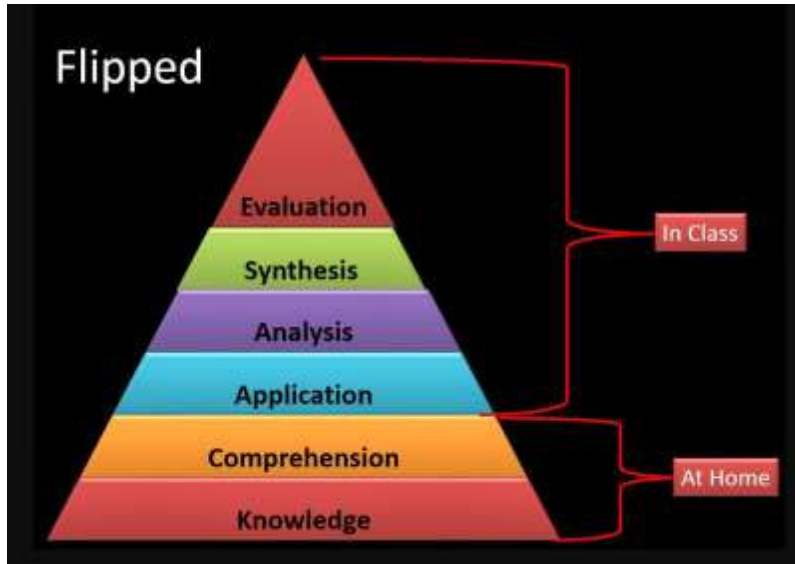 Flipped
Evaluation
Synthesis
Analysis
Application
Comprehension
Knowledge
In Class
At Home